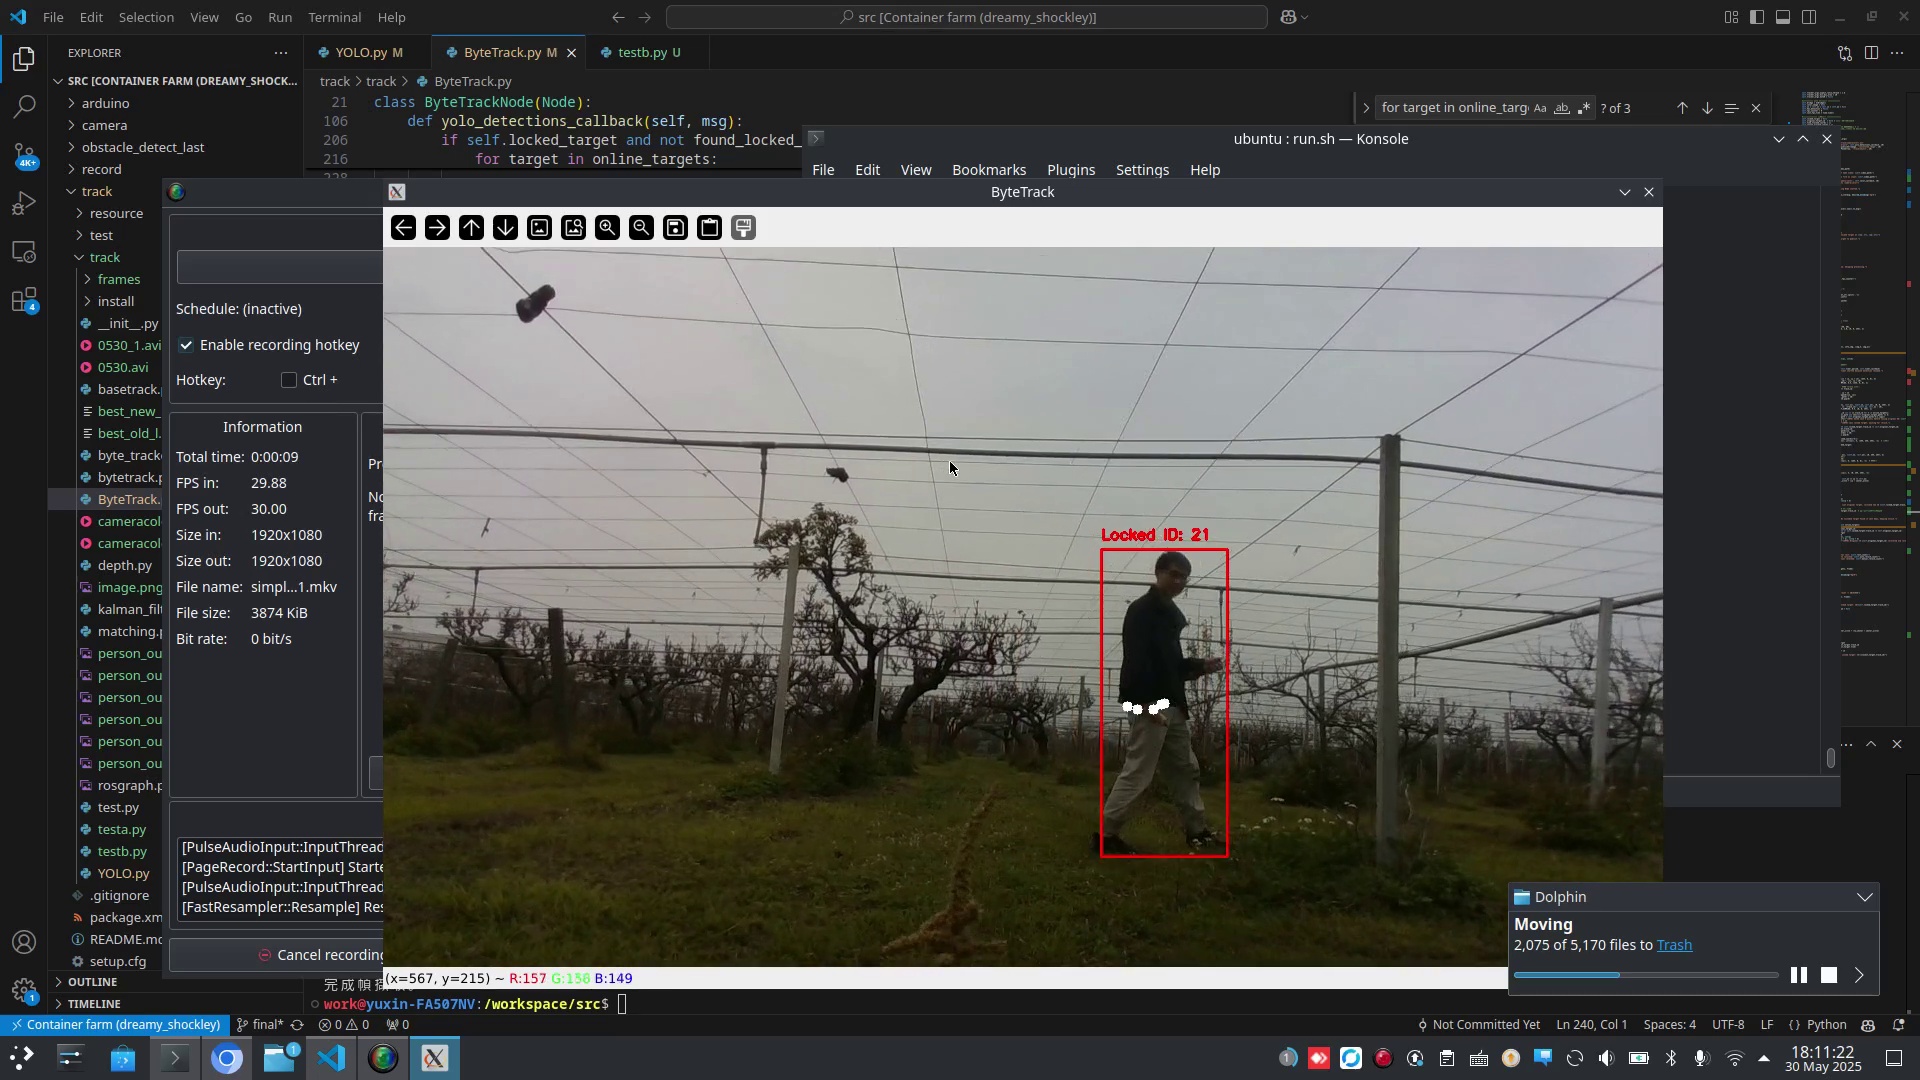 File Edit Selection View Go Run Terminal Help
src [Container farm (dreamy_shockley)]
EXPLORER
YOLO.py M
ByteTrack.py M
testb.py U
SRC [CONTAINER FARM (DREAMY_SHOCK...
track > track > ByteTrack.py
arduino
camera
obstacle_detect_last
record
track
resource
test
track
frames
install
__init__.py
0530_1.avi
0530.avi
basetrack.
best_new_
best_old_l.
byte_track
bytetrack.p
ByteTrack.
cameracol
cameracol
depth.py
image.png
kalman_filt
matching.p
person_ou
person_ou
person_ou
person_ou
person_ou
person_ou
rosgraph.p
test.py
testa.py
testb.py
YOLO.py
.gitignore
package.xm
README.md
setup.cfg
OUTLINE
TIMELINE
4K+
4
1
21 class ByteTrackNode(Node):
106 def yolo_detections_callback(self, msg):
206 if self.locked_target and not found_locked_
216 for target in online_targets:
for target in online_targ
Aa ab
? of 3
ubuntu : run.sh — Konsole
File Edit View Bookmarks Plugins Settings Help
ByteTrack
Schedule: (inactive)
Enable recording hotkey
Hotkey: Ctrl +
Information
Total time: 0:00:09
FPS in: 29.88
FPS out: 30.00
Size in: 1920x1080
Size out: 1920x1080
File name: simpl...1.mkv
File size: 3874 KiB
Bit rate: 0 bit/s
Pr
fra
[PulseAudioInput::InputThread
[PageRecord::StartInput] Starte
[PulseAudioInput::InputThread
[FastResampler::Resample] Res
Cancel recording
Locked ID: 21
(x=567, y=215) ~ R:157 G:156 B:149
work@yuxin-FA507NV:/workspace/src$
Dolphin
Moving
2,075 of 5,170 files to Trash
Container farm (dreamy_shockley)
final*
0 0
0
Not Committed Yet
Ln 240, Col 1
Spaces: 4
UTF-8
LF
{} Python
1
1
18:11:22
30 May 2025